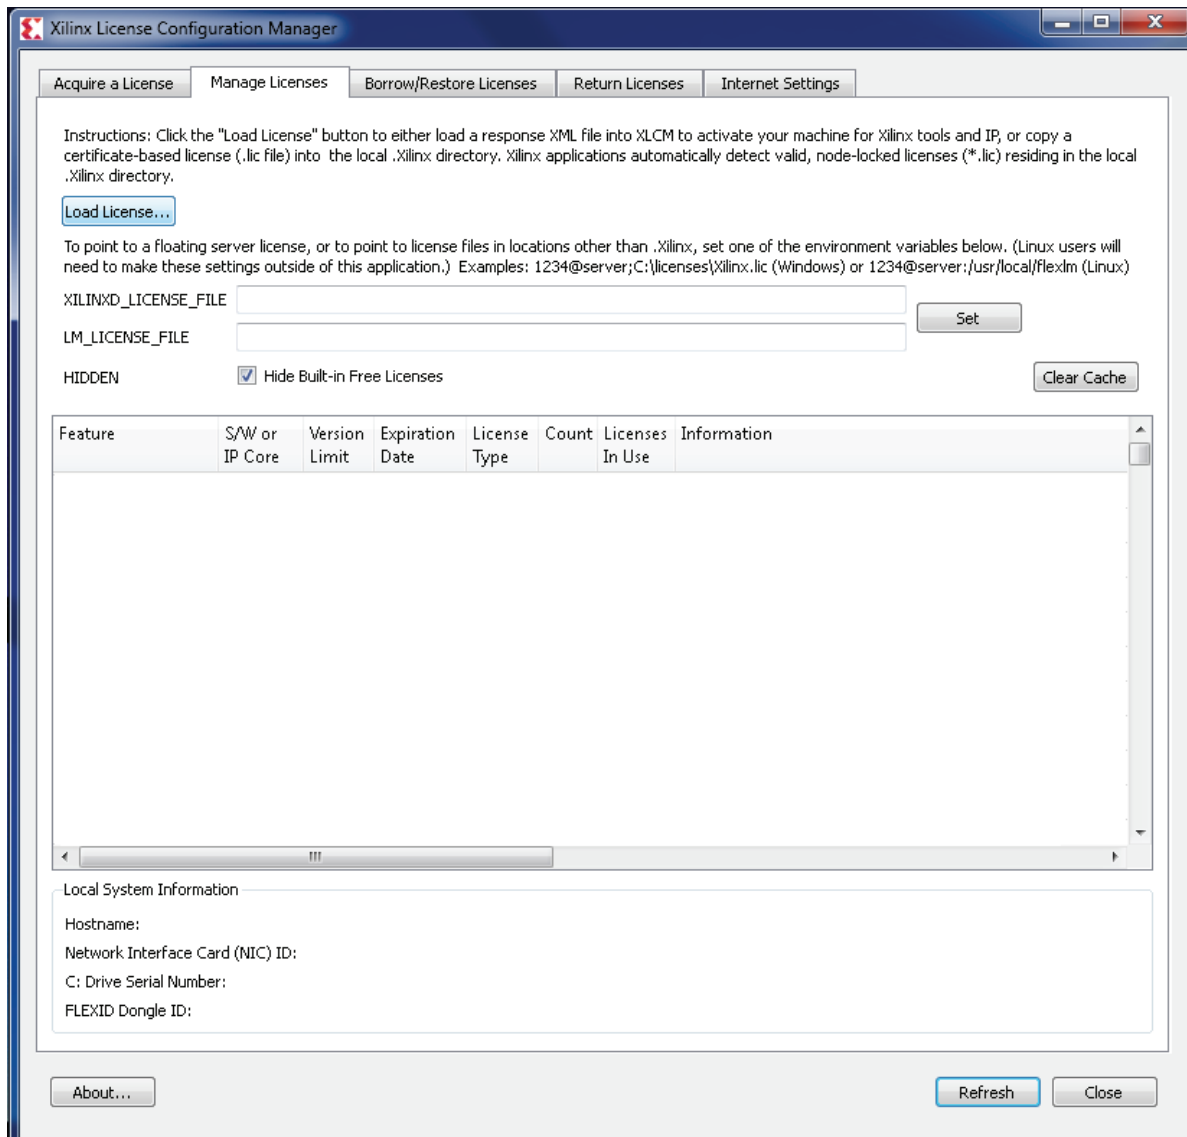 Xilinx License Configuration Manager
Acquire a License Manage Licenses Borrow/Restore Licenses Return Licenses Internet Settings
Instructions: Click the "Load License" button to either load a response XML file into XLCM to activate your machine for Xilinx tools and IP, or copy a
certificate-based license (.lic file) into the local .Xilinx directory. Xilinx applications automatically detect valid, node-locked licenses (*.lic) residing in the local
.Xilinx directory.
Load License...
To point to a floating server license, or to point to license files in locations other than .Xilinx, set one of the environment variables below. (Linux users will
need to make these settings outside of this application.) Examples: 1234@server;C:\licenses\Xilinx.lic (Windows) or 1234@server:/usr/local/flexlm (Linux)
XILINXD_LICENSE_FILE
Set
LM_LICENSE_FILE
HIDDEN Hide Built-in Free Licenses Clear Cache
Feature S/W or Version Expiration License Count Licenses Information
IP Core Limit Date Type In Use
Local System Information
Hostname:
Network Interface Card (NIC) ID:
C: Drive Serial Number:
FLEXID Dongle ID:
About... Refresh Close